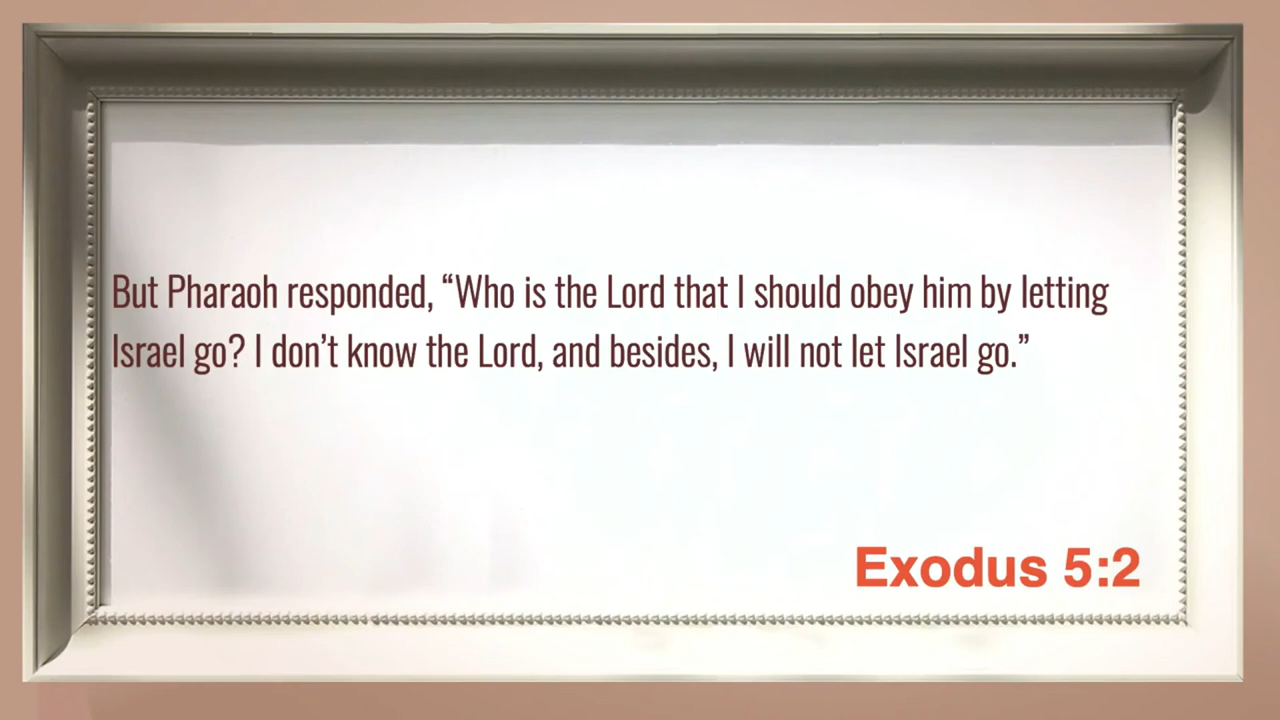 But Pharaoh responded, “Who is the Lord that I should obey him by letting
Israel go? I don’t know the Lord, and besides, I will not let Israel go.”
Exodus 5:2